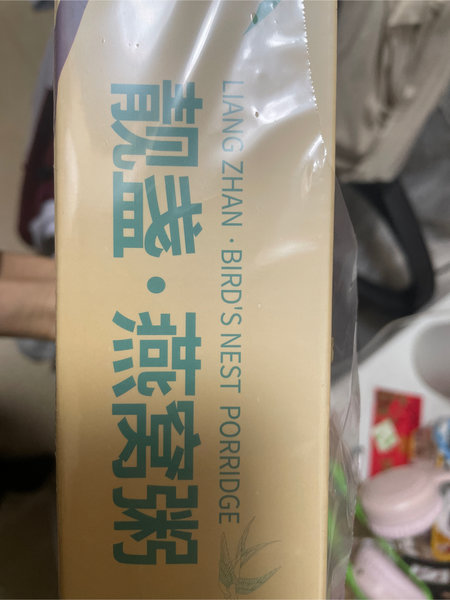 靓盏·燕窝粥
LIANG ZHAN · BIRD'S NEST PORRIDGE